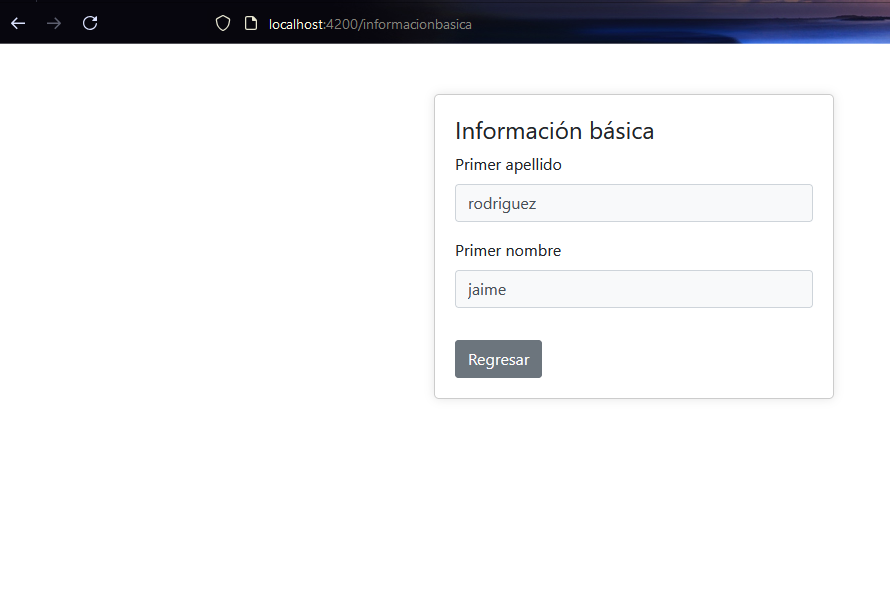 localhost:4200/informacionbasica
Información básica
Primer apellido
rodriguez
Primer nombre
jaime
Regresar